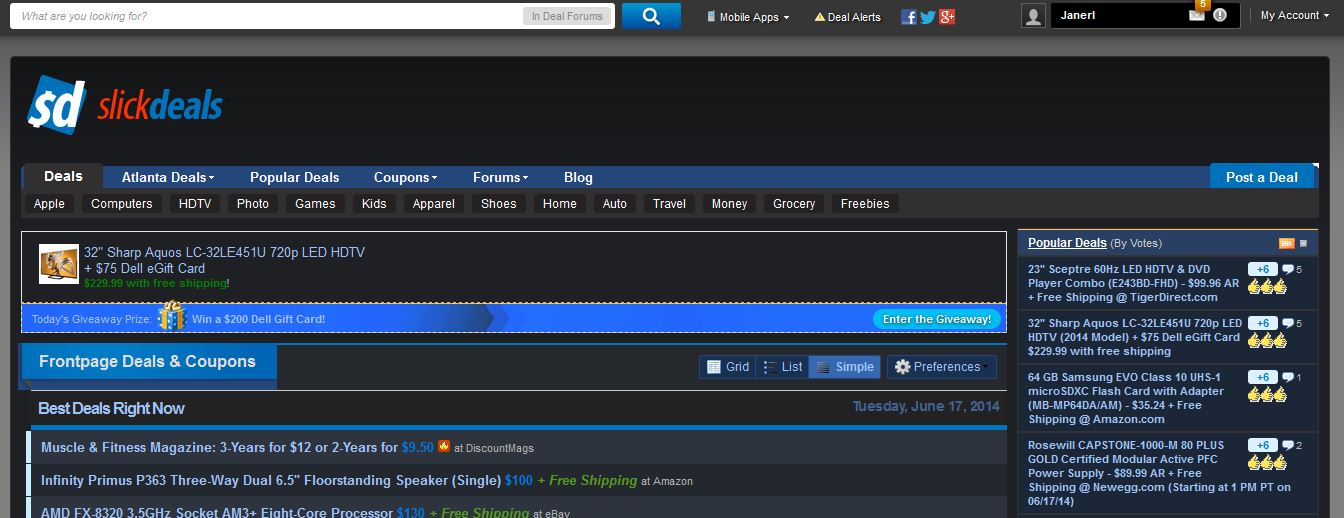 What are you looking for?
In Deal Forums
Mobile Apps
Deal Alerts
Janerl
5
My Account
$d slickdeals
Deals
Atlanta Deals
Popular Deals
Coupons
Forums
Blog
Post a Deal
Apple
Computers
HDTV
Photo
Games
Kids
Apparel
Shoes
Home
Auto
Travel
Money
Grocery
Freebies
32" Sharp Aquos LC-32LE451U 720p LED HDTV
+ $75 Dell eGift Card
$229.99 with free shipping!
Today's Giveaway Prize:
Win a $200 Dell Gift Card!
Enter the Giveaway!
Frontpage Deals & Coupons
Grid
List
Simple
Preferences
Best Deals Right Now
Tuesday, June 17, 2014
Muscle & Fitness Magazine: 3-Years for $12 or 2-Years for $9.50 at DiscountMags
Infinity Primus P363 Three-Way Dual 6.5" Floorstanding Speaker (Single) $100 + Free Shipping at Amazon
AMD FX-8320 3.5GHz Socket AM3+ Eight-Core Processor $130 + Free Shipping at eBay
Popular Deals (By Votes)
RSS
23" Sceptre 60Hz LED HDTV & DVD
Player Combo (E243BD-FHD) - $99.96 AR
+ Free Shipping @ TigerDirect.com
+6
5
32" Sharp Aquos LC-32LE451U 720p LED
HDTV (2014 Model) + $75 Dell eGift Card
$229.99 with free shipping
+6
5
64 GB Samsung EVO Class 10 UHS-1
microSDXC Flash Card with Adapter
(MB-MP64DA/AM) - $35.24 + Free
Shipping @ Amazon.com
+6
1
Rosewill CAPSTONE-1000-M 80 PLUS
GOLD Certified Modular Active PFC
Power Supply - $89.99 AR + Free
Shipping @ Newegg.com (Starting at 1 PM PT on
06/17/14)
+6
2